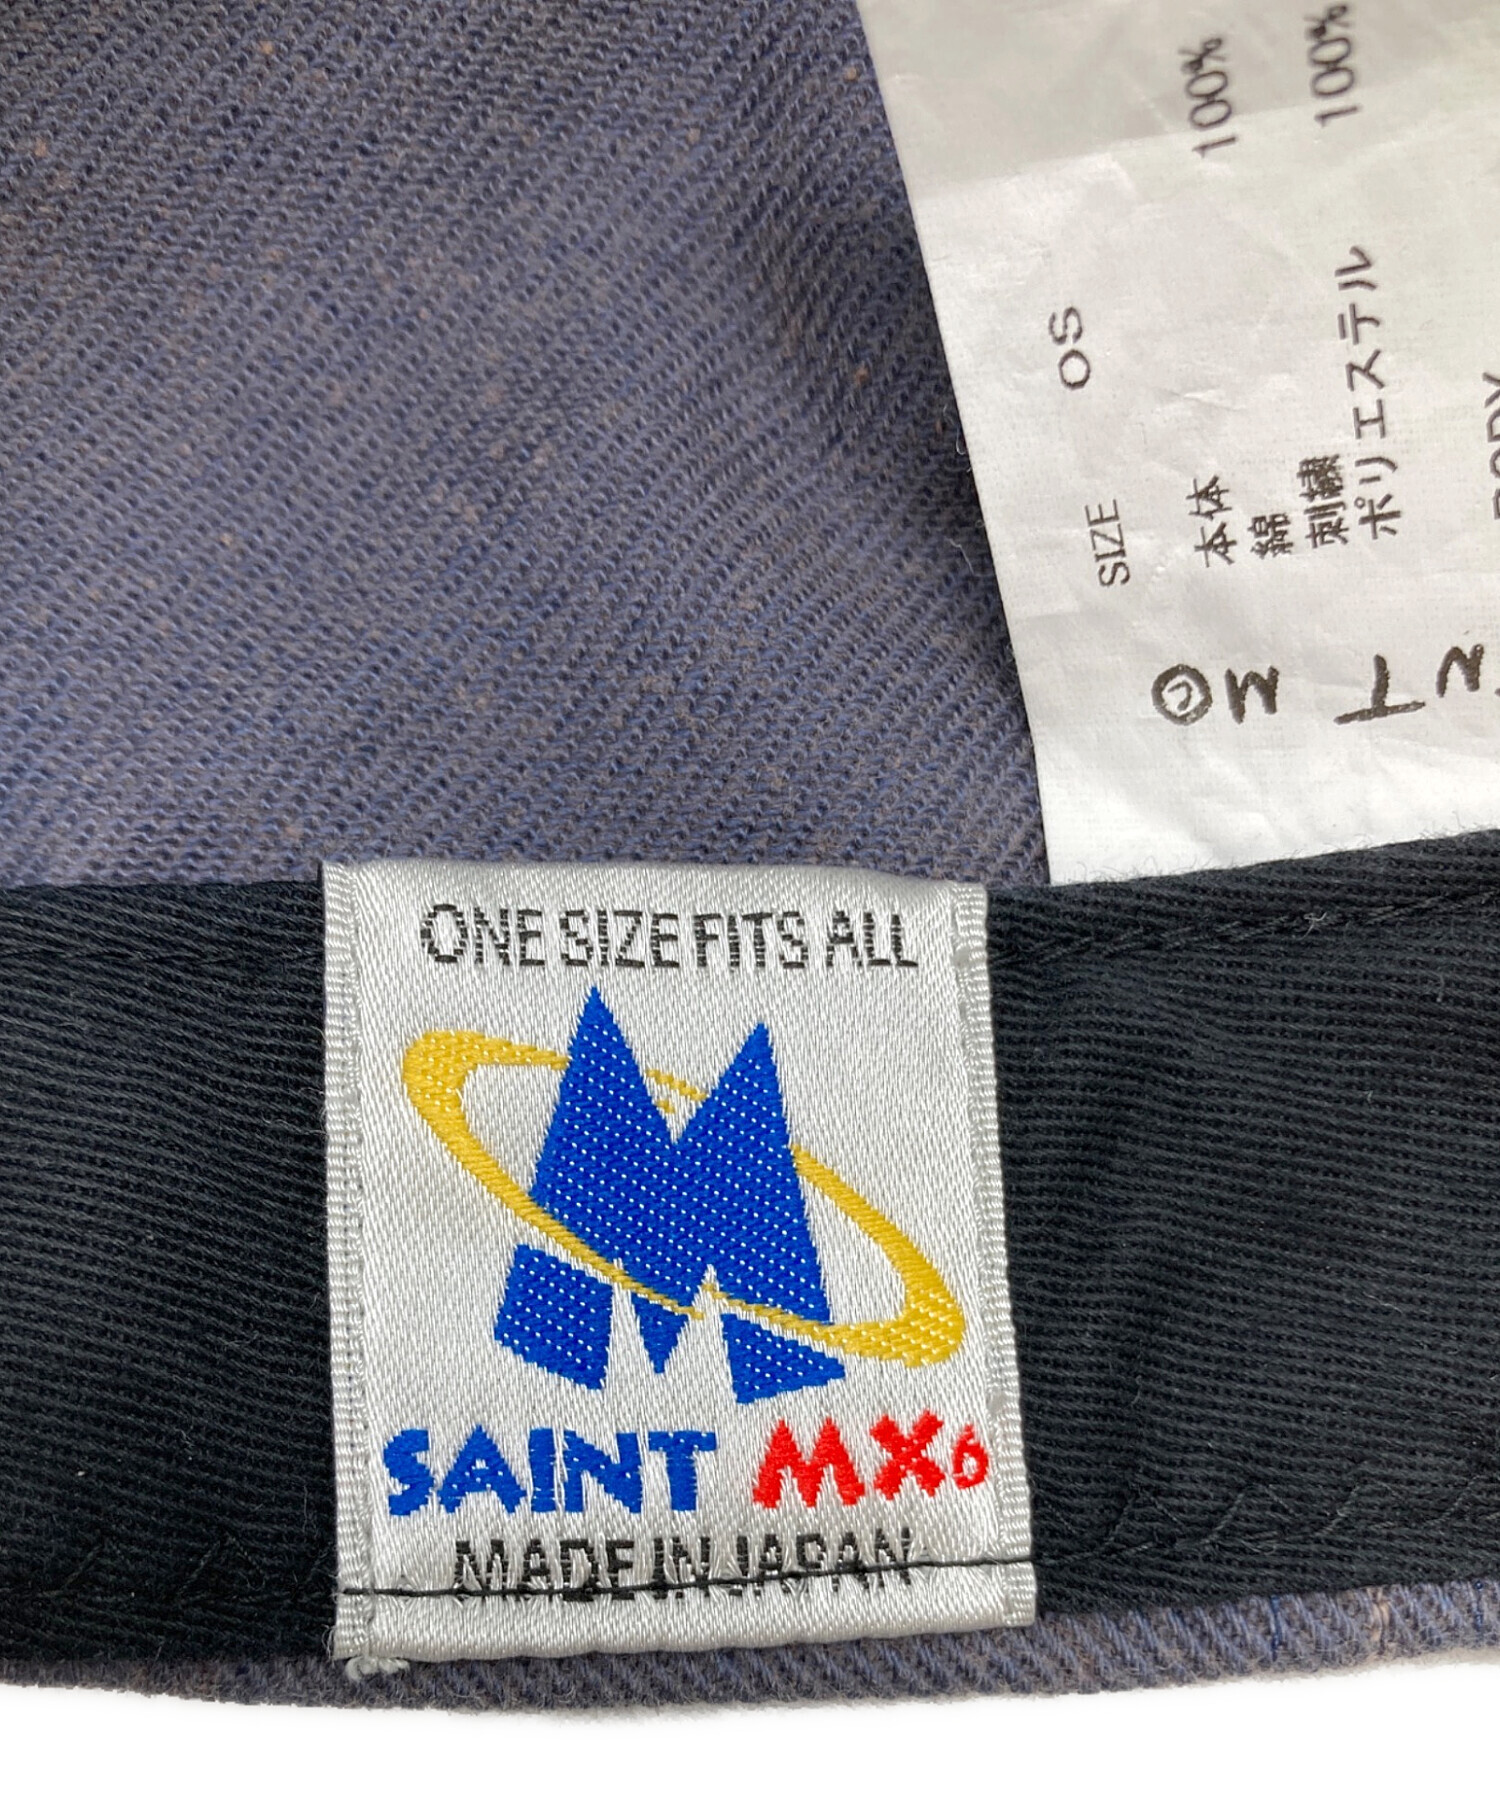 ONE SIZE FITS ALL
SAINT MX6
MADE IN JAPAN
SIZE OS
本体
綿 100%
刺繍
ポリエステル 100%
BODY